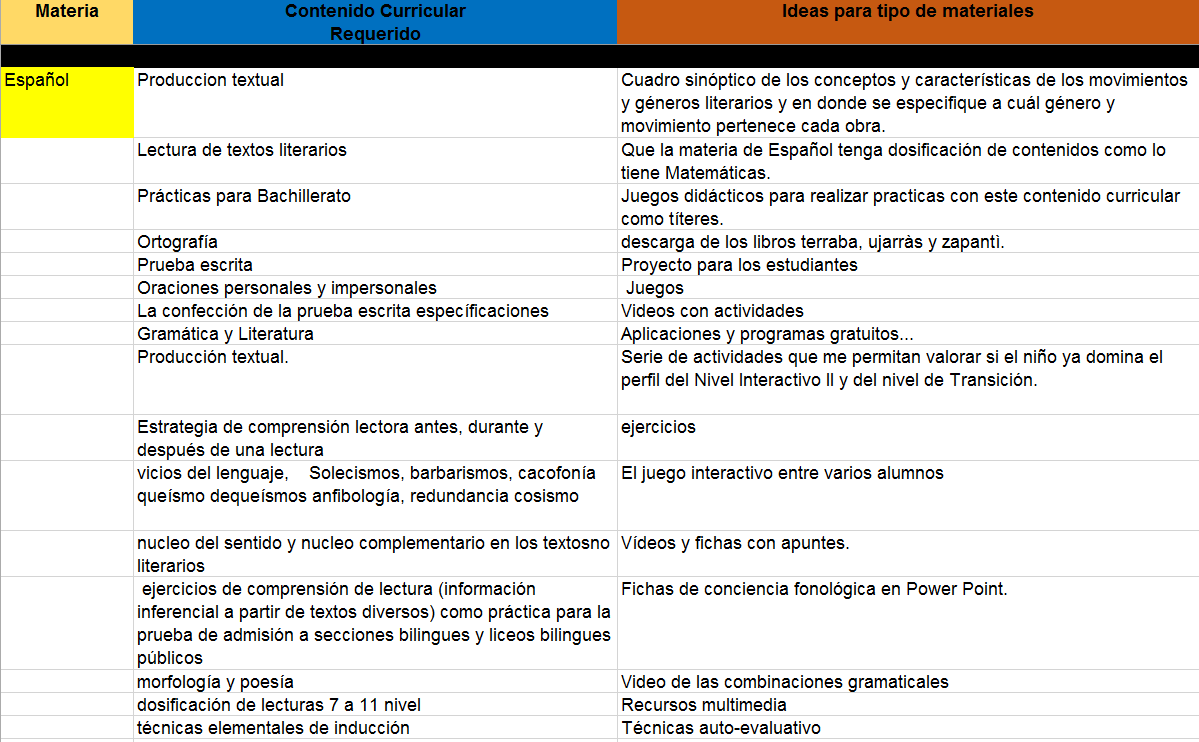 Materia
Contenido Curricular
Requerido
Ideas para tipo de materiales
Español
Produccion textual
Cuadro sinóptico de los conceptos y características de los movimientos
y géneros literarios y en donde se especifique a cuál género y
movimiento pertenece cada obra.
Lectura de textos literarios
Que la materia de Español tenga dosificación de contenidos como lo
tiene Matemáticas.
Prácticas para Bachillerato
Juegos didácticos para realizar practicas con este contenido curricular
como títeres.
Ortografía
descarga de los libros terraba, ujarràs y zapantì.
Prueba escrita
Proyecto para los estudiantes
Oraciones personales y impersonales
Juegos
La confección de la prueba escrita específicaciones
Videos con actividades
Gramática y Literatura
Aplicaciones y programas gratuitos...
Producción textual.
Serie de actividades que me permitan valorar si el niño ya domina el
perfil del Nivel Interactivo ll y del nivel de Transición.
Estrategia de comprensión lectora antes, durante y
después de una lectura
ejercicios
vicios del lenguaje,    Solecismos, barbarismos, cacofonía
queísmo dequeísmos anfibología, redundancia cosismo
El juego interactivo entre varios alumnos
nucleo del sentido y nucleo complementario en los textosno
literarios
Vídeos y fichas con apuntes.
ejercicios de comprensión de lectura (información
inferencial a partir de textos diversos) como práctica para la
prueba de admisión a secciones bilingues y liceos bilingues
públicos
Fichas de conciencia fonológica en Power Point.
morfología y poesía
Video de las combinaciones gramaticales
dosificación de lecturas 7 a 11 nivel
Recursos multimedia
técnicas elementales de inducción
Técnicas auto-evaluativo